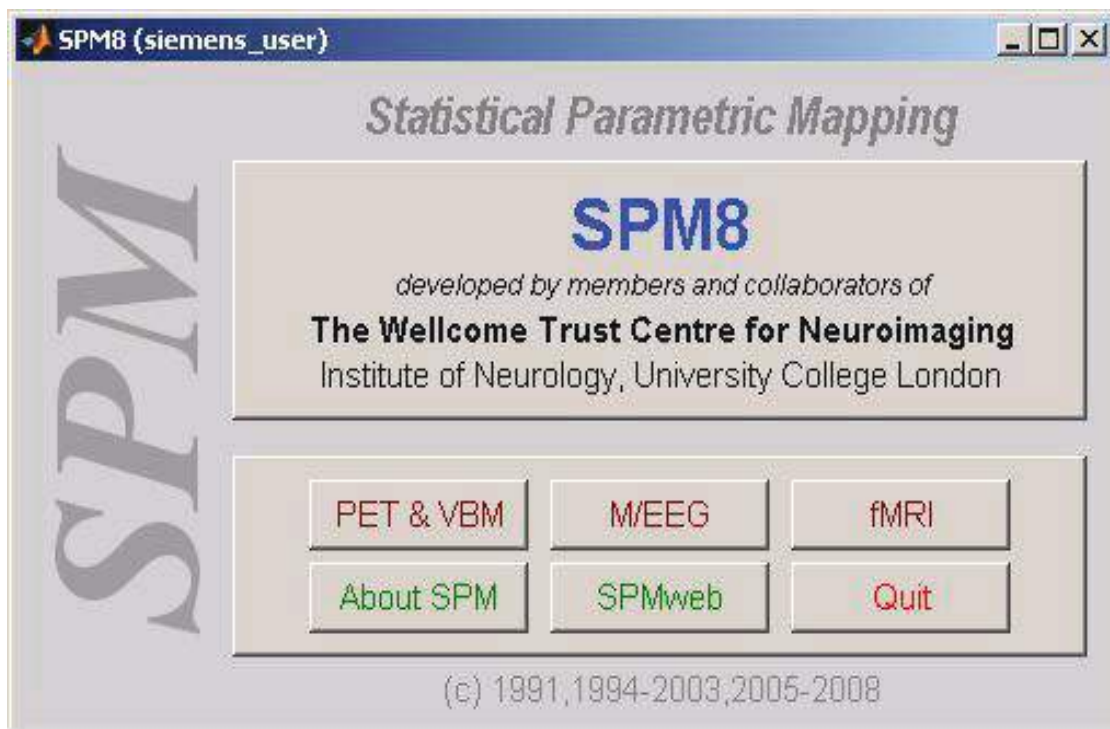 SPM8 (siemens_user)
Statistical Parametric Mapping
SPM
SPM8
developed by members and collaborators of
The Wellcome Trust Centre for Neuroimaging
Institute of Neurology, University College London
PET & VBM M/EEG fMRI
About SPM SPMweb Quit
(c) 1991,1994-2003,2005-2008